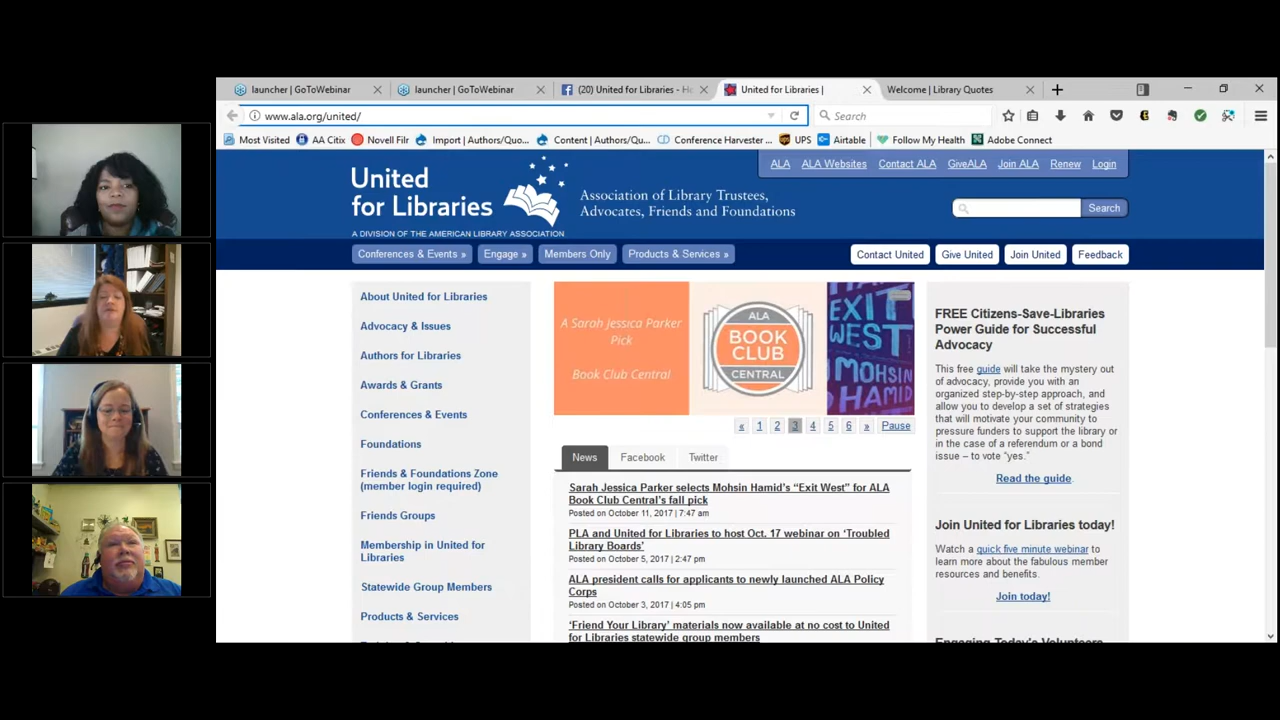 launcher | GoToWebinar
launcher | GoToWebinar
(20) United for Libraries - Ho
United for Libraries |
Welcome | Library Quotes
www.ala.org/united/
Search
Most Visited
AA Citix
Novell Filr
Import | Authors/Quo...
Content | Authors/Qu...
Conference Harvester ...
UPS
Airtable
Follow My Health
Adobe Connect
ALA
ALA Websites
Contact ALA
GiveALA
Join ALA
Renew
Login
United
for Libraries
A DIVISION OF THE AMERICAN LIBRARY ASSOCIATION
Association of Library Trustees,
Advocates, Friends and Foundations
Search
Conferences & Events »
Engage »
Members Only
Products & Services »
Contact United
Give United
Join United
Feedback
About United for Libraries
Advocacy & Issues
Authors for Libraries
Awards & Grants
Conferences & Events
Foundations
Friends & Foundations Zone
(member login required)
Friends Groups
Membership in United for
Libraries
Statewide Group Members
Products & Services
A Sarah Jessica Parker
Pick
Book Club Central
ALA
BOOK
CLUB
CENTRAL
EXIT
WEST
MOHSIN
HAMID
« 1 2 3 4 5 6 » Pause
News
Facebook
Twitter
Sarah Jessica Parker selects Mohsin Hamid's “Exit West” for ALA
Book Club Central's fall pick
Posted on October 11, 2017 | 7:47 am
PLA and United for Libraries to host Oct. 17 webinar on ‘Troubled
Library Boards’
Posted on October 5, 2017 | 2:47 pm
ALA president calls for applicants to newly launched ALA Policy
Corps
Posted on October 3, 2017 | 4:05 pm
‘Friend Your Library’ materials now available at no cost to United
for Libraries statewide group members
FREE Citizens-Save-Libraries
Power Guide for Successful
Advocacy
This free guide will take the mystery out
of advocacy, provide you with an
organized step-by-step approach, and
allow you to develop a set of strategies
that will motivate your community to
pressure funders to support the library or
in the case of a referendum or a bond
issue – to vote “yes.”
Read the guide.
Join United for Libraries today!
Watch a quick five minute webinar to
learn more about the fabulous member
resources and benefits.
Join today!
Engaging Today's Volunteers